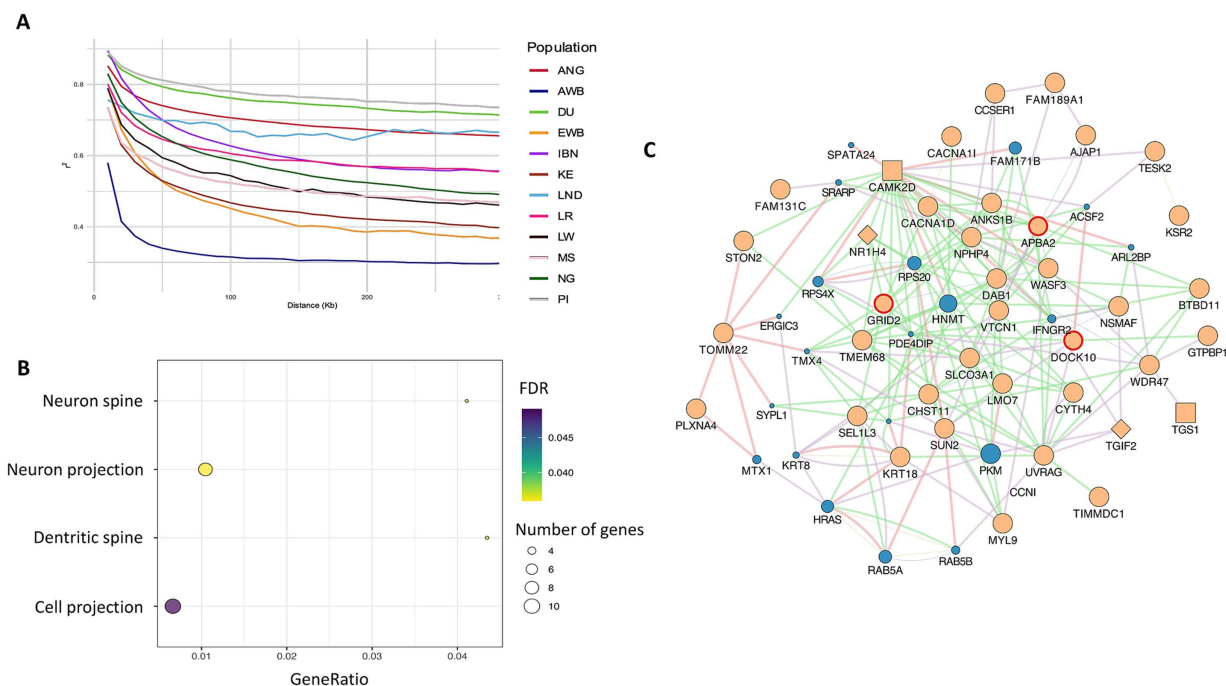 A
Population
ANG
AWB
DU
EWB
IBN
KE
LND
LR
LW
MS
NG
PI
0.8
0.6
0.4
r²
0
100
200
Distance (Kb)
B
Neuron spine
Neuron projection
Dentritic spine
Cell projection
0.01
0.02
0.03
0.04
GeneRatio
FDR
0.045
0.040
Number of genes
4
6
8
10
C
CCSER1
FAM189A1
SPATA24
CACNA1I
FAM171B
AJAP1
TESK2
CAMK2D
SRARP
FAM131C
CACNA1D
ANKS1B
ACSF2
KSR2
STON2
NR1H4
NPHP4
APBA2
ARL2BP
RPS20
WASF3
RPS4X
DAB1
BTBD11
GRID2
HNMT
VTCN1
IFNGR2
NSMAF
ERGIC3
TOMM22
TMX4
TMEM68
PDE4DIP
DOCK10
GTPBP1
SLCO3A1
WDR47
LMO7
CYTH4
PLXNA4
SYPL1
SEL1L3
CHST11
SUN2
TGIF2
TGS1
MTX1
KRT8
KRT18
PKM
UVRAG
CCNI
TIMMDC1
HRAS
MYL9
RAB5A
RAB5B